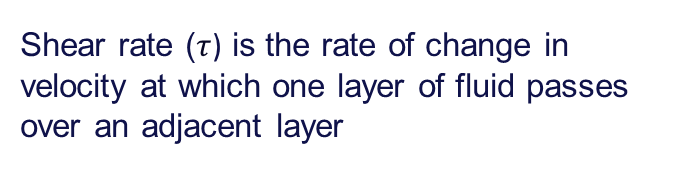 Shear rate (τ) is the rate of change in
velocity at which one layer of fluid passes
over an adjacent layer